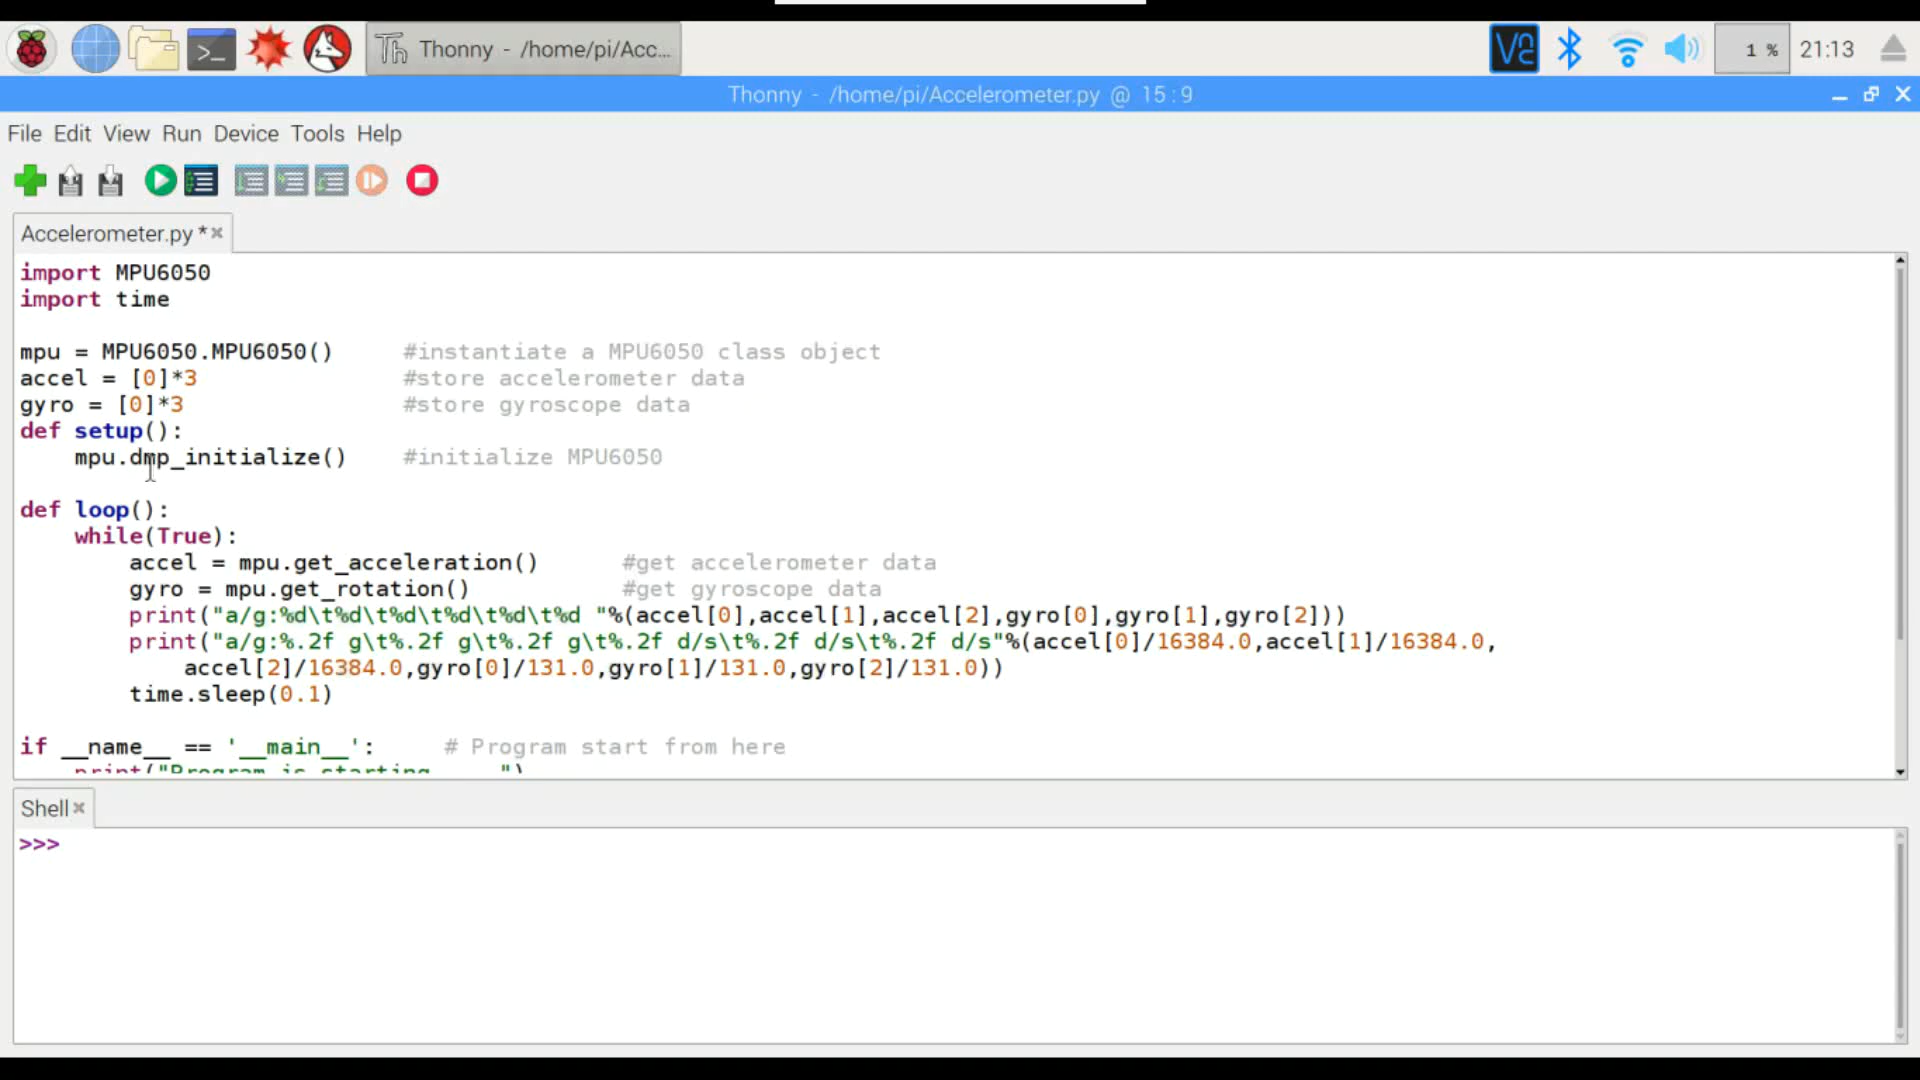 Thonny - /home/pi/Acc...
1 %
21:13
Thonny - /home/pi/Accelerometer.py @ 15:9
File Edit View Run Device Tools Help
Accelerometer.py *
import MPU6050
import time
mpu = MPU6050.MPU6050() #instantiate a MPU6050 class object
accel = [0]*3 #store accelerometer data
gyro = [0]*3 #store gyroscope data
def setup():
mpu.dmp_initialize() #initialize MPU6050
def loop():
while(True):
accel = mpu.get_acceleration() #get accelerometer data
gyro = mpu.get_rotation() #get gyroscope data
print("a/g:%d\t%d\t%d\t%d\t%d\t%d "%(accel[0],accel[1],accel[2],gyro[0],gyro[1],gyro[2]))
print("a/g:%.2f g\t%.2f g\t%.2f g\t%.2f d/s\t%.2f d/s\t%.2f d/s"%(accel[0]/16384.0,accel[1]/16384.0,
accel[2]/16384.0,gyro[0]/131.0,gyro[1]/131.0,gyro[2]/131.0))
time.sleep(0.1)
if __name__ == '__main__': # Program start from here
print("Program is starting ... ")
Shell
>>>